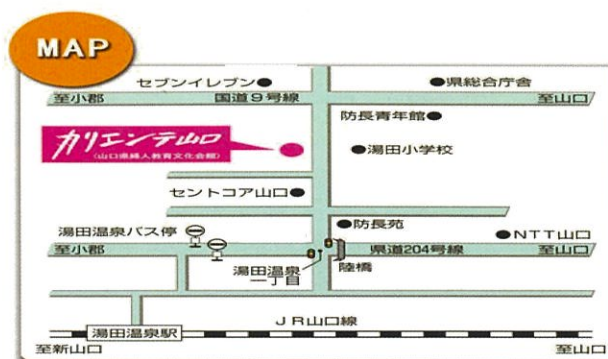 MAP
セブンイレブン
県総合庁舎
至小郡
国道9号線
至山口
防長青年館
カリエンテ山口
(山口県婦人教育文化会館)
湯田小学校
セントコア山口
防長苑
湯田温泉バス停
NTT山口
至小郡
県道204号線
至山口
湯田温泉
一丁目
陸橋
JR山口線
湯田温泉駅
至新山口
至山口